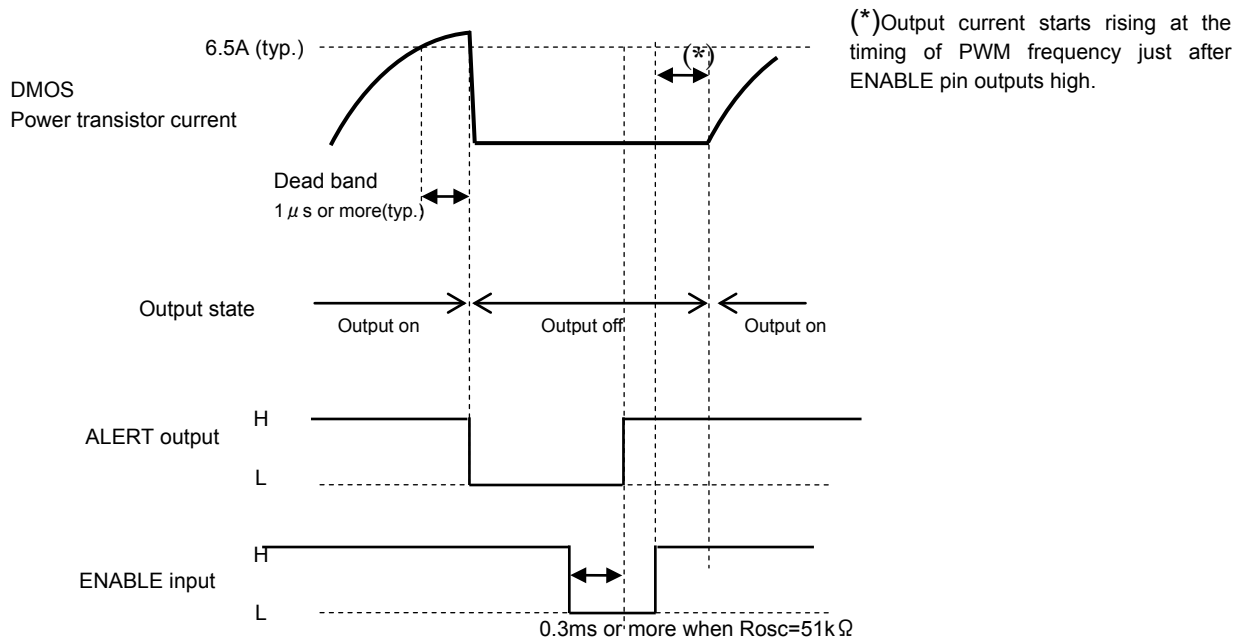 (*)Output current starts rising at the
timing of PWM frequency just after
ENABLE pin outputs high.
6.5A (typ.)
(*)
DMOS
Power transistor current
Dead band
1μs or more(typ.)
Output state
Output on
Output off
Output on
H
ALERT output
L
H
ENABLE input
L
0.3ms or more when Rosc=51kΩ